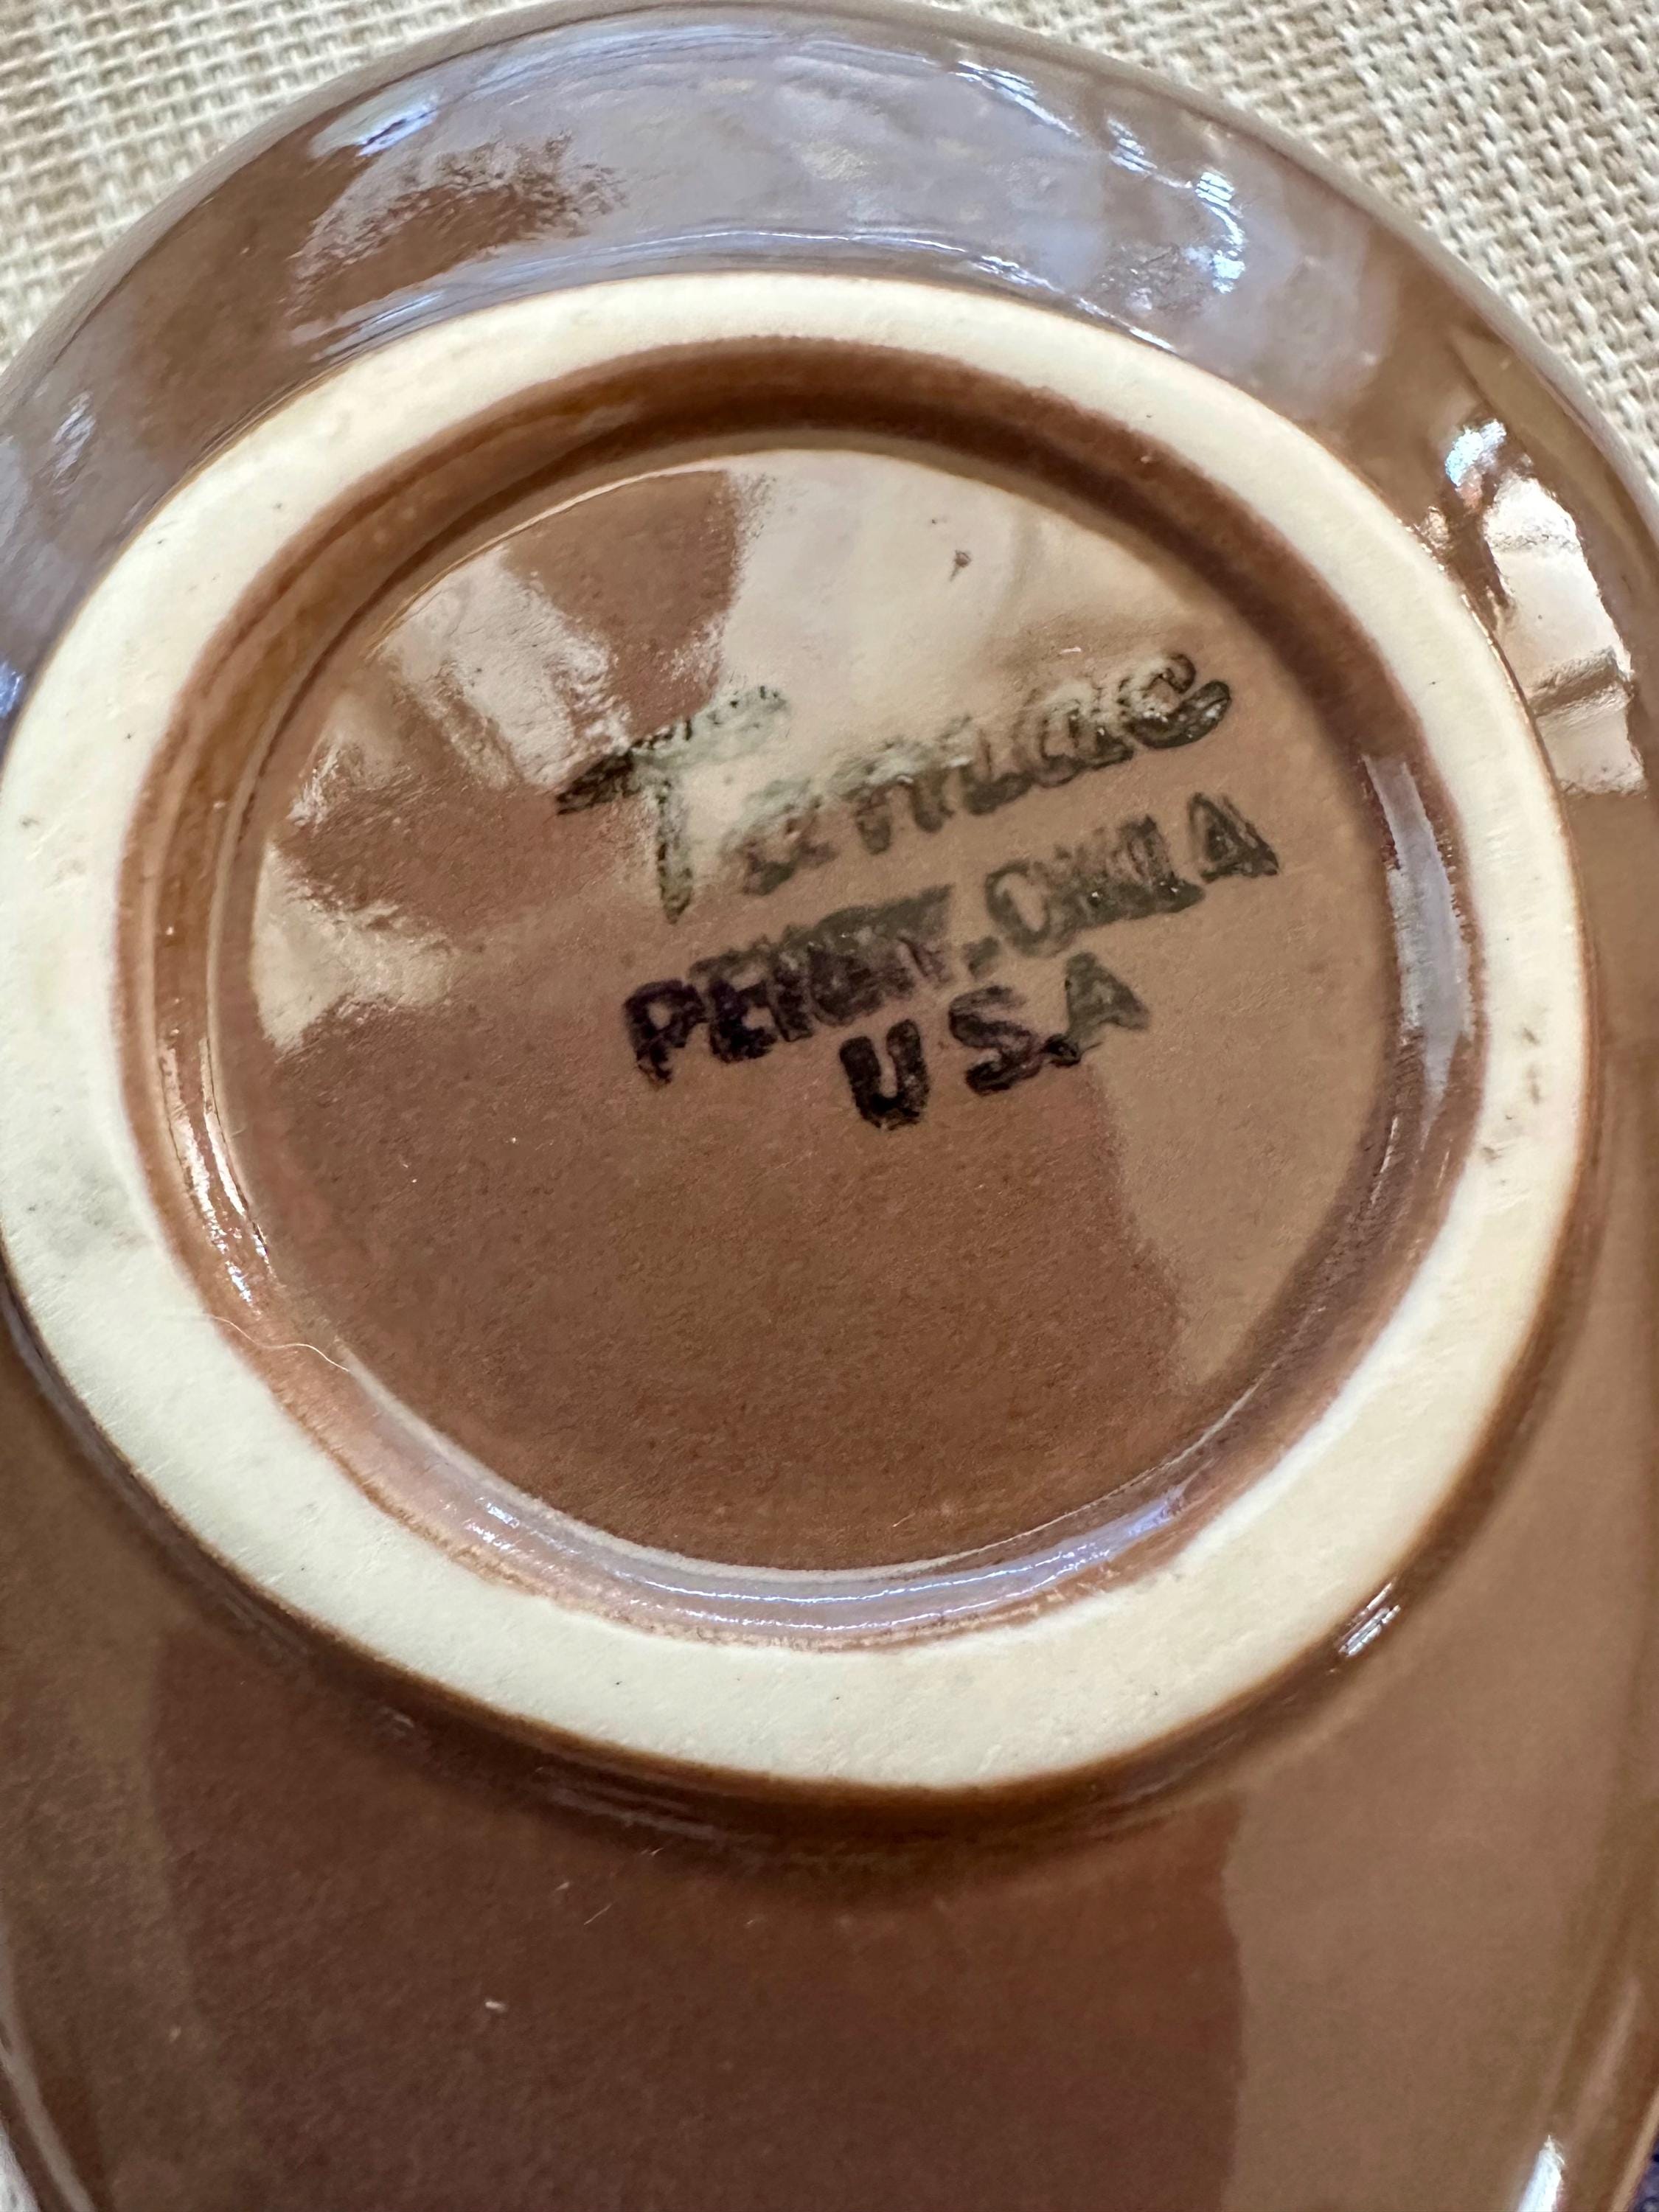 Tamac
PERRY, OKLA
U.S.A